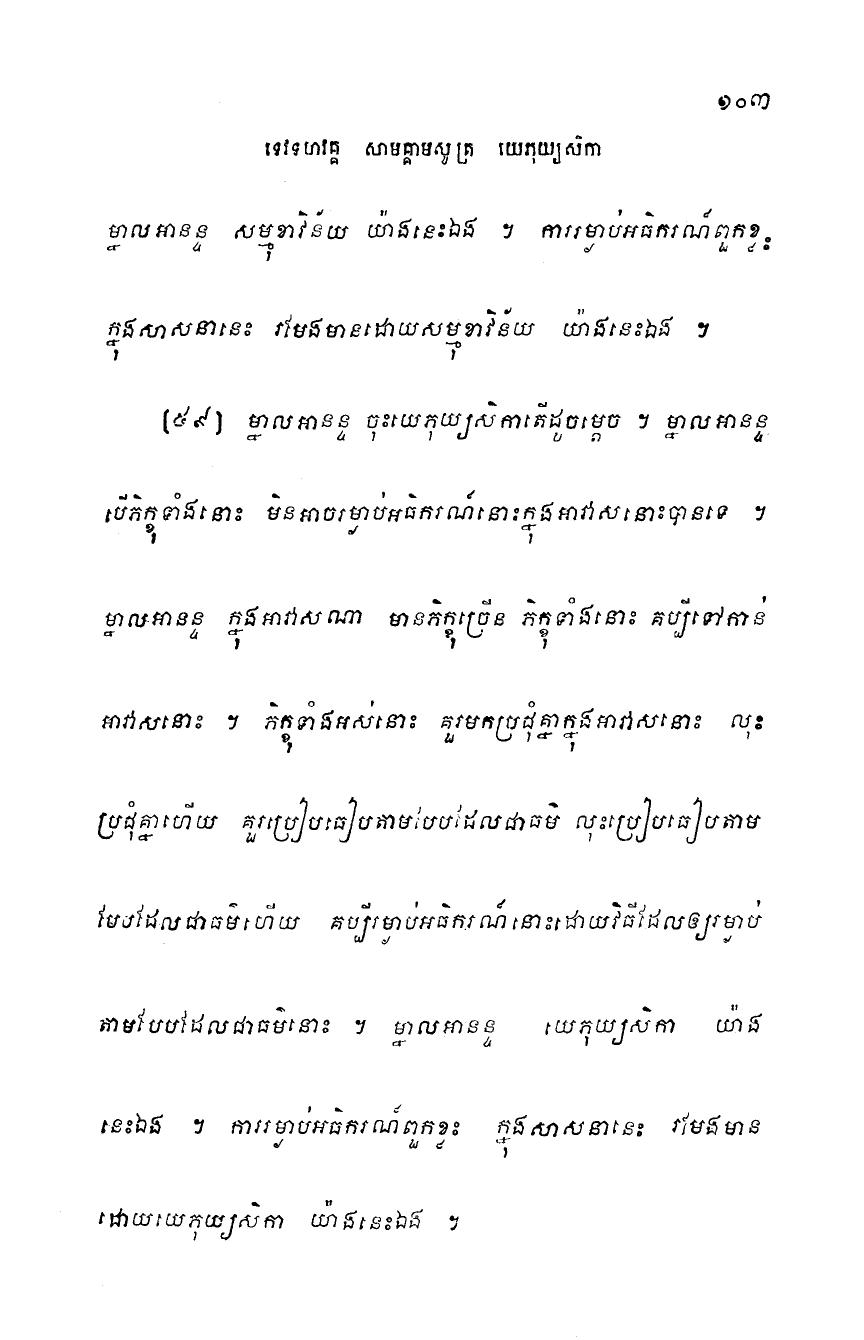 ១០៣
ទេវទហវគ្គ សាមគ្គាមសូត្រ យេភុយ្យសិកា
ម្នាលអានន្ទ សម្មុខាវិន័យ យ៉ាងនេះឯង ។ ការរម្ងាប់អធិករណ៍ពួកខ្លះ
ក្នុងសាសនានេះ រមែងមានដោយសម្មុខាវិន័យ យ៉ាងនេះឯង ។
[៥៩] ម្នាលអានន្ទ ចុះយេភុយ្យសិកាតើដូចម្តេច ។ ម្នាលអានន្ទ
បើភិក្ខុទាំងនោះ មិនអាចរម្ងាប់អធិករណ៍នោះក្នុងអាវាសនោះបានទេ ។
ម្នាលអានន្ទ ក្នុងអាវាសណា មានភិក្ខុច្រើន ភិក្ខុទាំងនោះ គប្បីទៅកាន់
អាវាសនោះ ។ ភិក្ខុទាំងអស់នោះ គួរមកប្រជុំគ្នាក្នុងអាវាសនោះ លុះ
ប្រជុំគ្នាហើយ គួរប្រៀបធៀបតាមបែបដែលជាធម៌ លុះប្រៀបធៀបតាម
បែបដែលជាធម៌ហើយ គប្បីរម្ងាប់អធិករណ៍នោះដោយវិធីដែលឲ្យរម្ងាប់
តាមបែបដែលជាធម៌នោះ ។ ម្នាលអានន្ទ យេភុយ្យសិកា យ៉ាង
នេះឯង ។ ការរម្ងាប់អធិករណ៍ពួកខ្លះ ក្នុងសាសនានេះ រមែងមាន
ដោយយេភុយ្យសិកា យ៉ាងនេះឯង ។